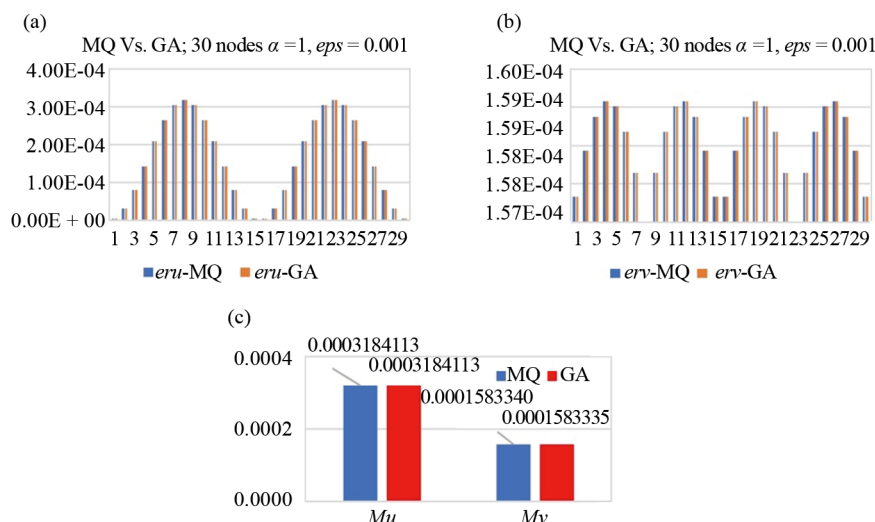 (a)
MQ Vs. GA; 30 nodes α =1, eps = 0.001
4.00E-04
3.00E-04
2.00E-04
1.00E-04
0.00E + 00
1 3 5 7 9 11 13 15 17 19 21 23 25 27 29
eru-MQ eru-GA
(b)
MQ Vs. GA; 30 nodes α =1, eps = 0.001
1.60E-04
1.59E-04
1.59E-04
1.58E-04
1.58E-04
1.57E-04
1 3 5 7 9 11 13 15 17 19 21 23 25 27 29
erv-MQ erv-GA
(c)
0.0003184113
0.0003184113
0.0001583340
0.0001583335
MQ GA
0.0004
0.0002
0.0000
Mu Mv